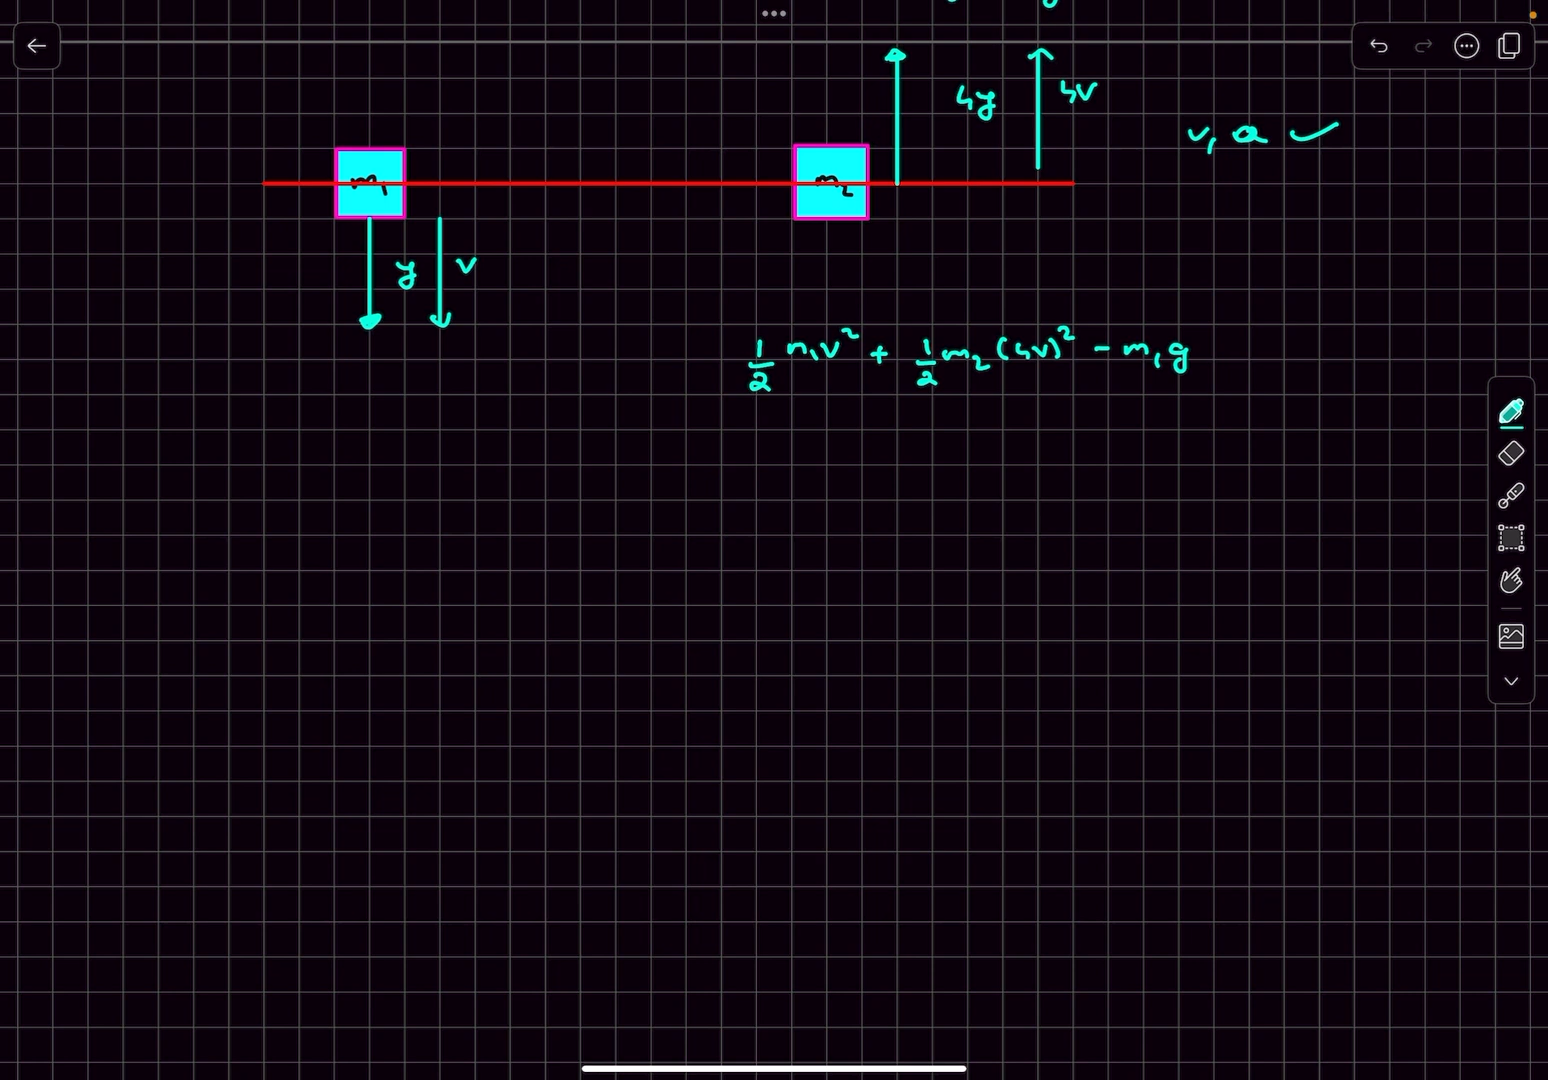 4y 4v
v, a ✓
m₁ m₂
y v
1/2 m₁v² + 1/2 m₂(4v)² - m₁g